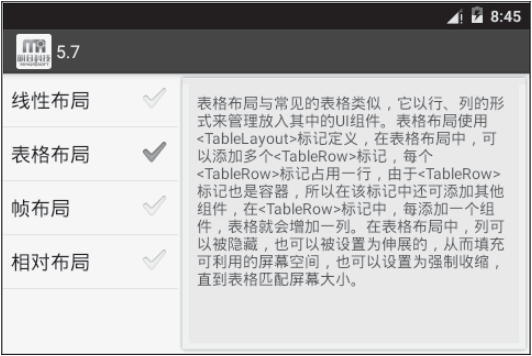 8:45
5.7
线性布局
表格布局
帧布局
相对布局
表格布局与常见的表格类似，它以行、列的形
式来管理放入其中的UI组件。表格布局使用
<TableLayout>标记定义，在表格布局中，可
以添加多个<TableRow>标记，每个
<TableRow>标记占用一行，由于<TableRow>
标记也是容器，所以在该标记中还可添加其他
组件，在<TableRow>标记中，每添加一个组
件，表格就会增加一列。在表格布局中，列可
以被隐藏，也可以被设置为伸展的，从而填充
可利用的屏幕空间，也可以设置为强制收缩，
直到表格匹配屏幕大小。